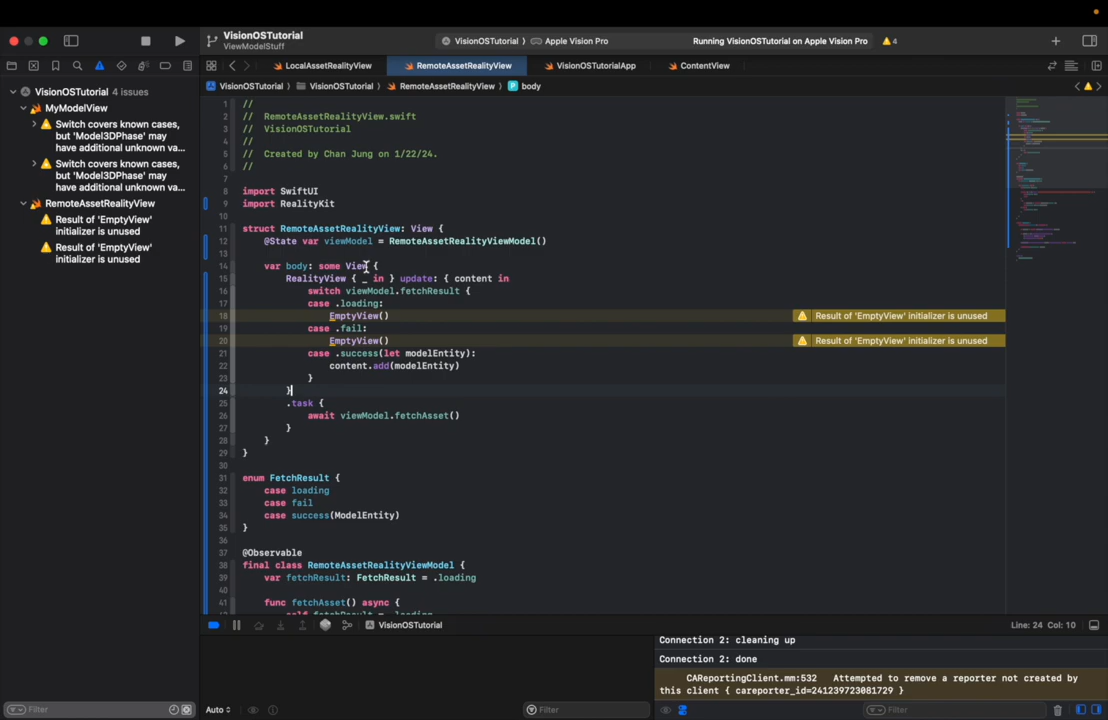 VisionOSTutorial
ViewModelStuff
VisionOSTutorial
Apple Vision Pro
Running VisionOSTutorial on Apple Vision Pro
4
LocalAssetRealityView
RemoteAssetRealityView
VisionOSTutorialApp
ContentView
VisionOSTutorial
VisionOSTutorial
RemoteAssetRealityView
body
VisionOSTutorial 4 issues
MyModelView
Switch covers known cases,
but 'Model3DPhase' may
have additional unknown va...
Switch covers known cases,
but 'Model3DPhase' may
have additional unknown va...
RemoteAssetRealityView
Result of 'EmptyView'
initializer is unused
Result of 'EmptyView'
initializer is unused
1 //
2 // RemoteAssetRealityView.swift
3 // VisionOSTutorial
4 //
5 // Created by Chan Jung on 1/22/24.
6 //
7
8 import SwiftUI
9 import RealityKit
10
11 struct RemoteAssetRealityView: View {
12 @State var viewModel = RemoteAssetRealityViewModel()
13
14 var body: some View {
15 RealityView { _ in } update: { content in
16 switch viewModel.fetchResult {
17 case .loading:
18 EmptyView() Result of 'EmptyView' initializer is unused
19 case .fail:
20 EmptyView() Result of 'EmptyView' initializer is unused
21 case .success(let modelEntity):
22 content.add(modelEntity)
23 }
24 }
25 .task {
26 await viewModel.fetchAsset()
27 }
28 }
29 }
30
31 enum FetchResult {
32 case loading
33 case fail
34 case success(ModelEntity)
35 }
36
37 @Observable
38 final class RemoteAssetRealityViewModel {
39 var fetchResult: FetchResult = .loading
40
41 func fetchAsset() async {
VisionOSTutorial
Line: 24 Col: 10
Connection 2: cleaning up
Connection 2: done
CAReportingClient.mm:532 Attempted to remove a reporter not created by
this client { careporter_id=241239723081729 }
Filter
Auto
Filter
Filter